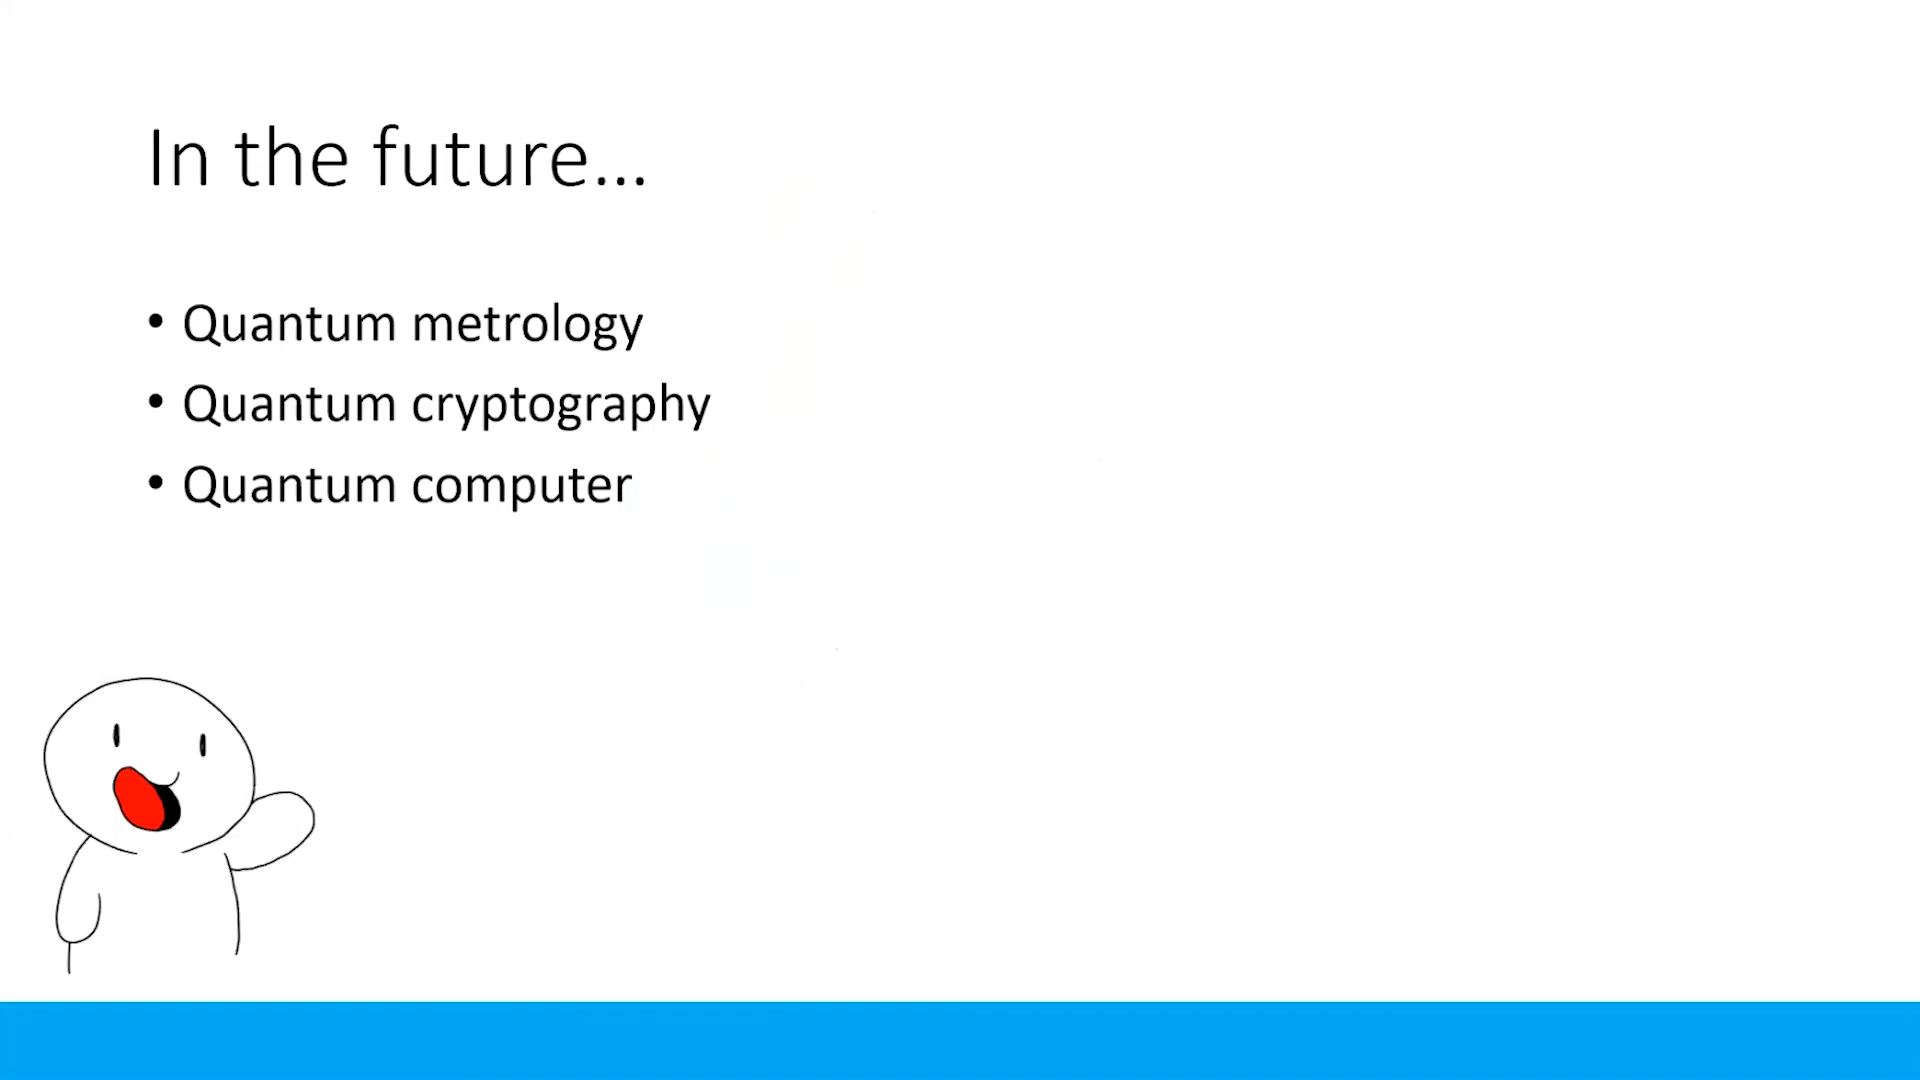 In the future...
• Quantum metrology
• Quantum cryptography
• Quantum computer